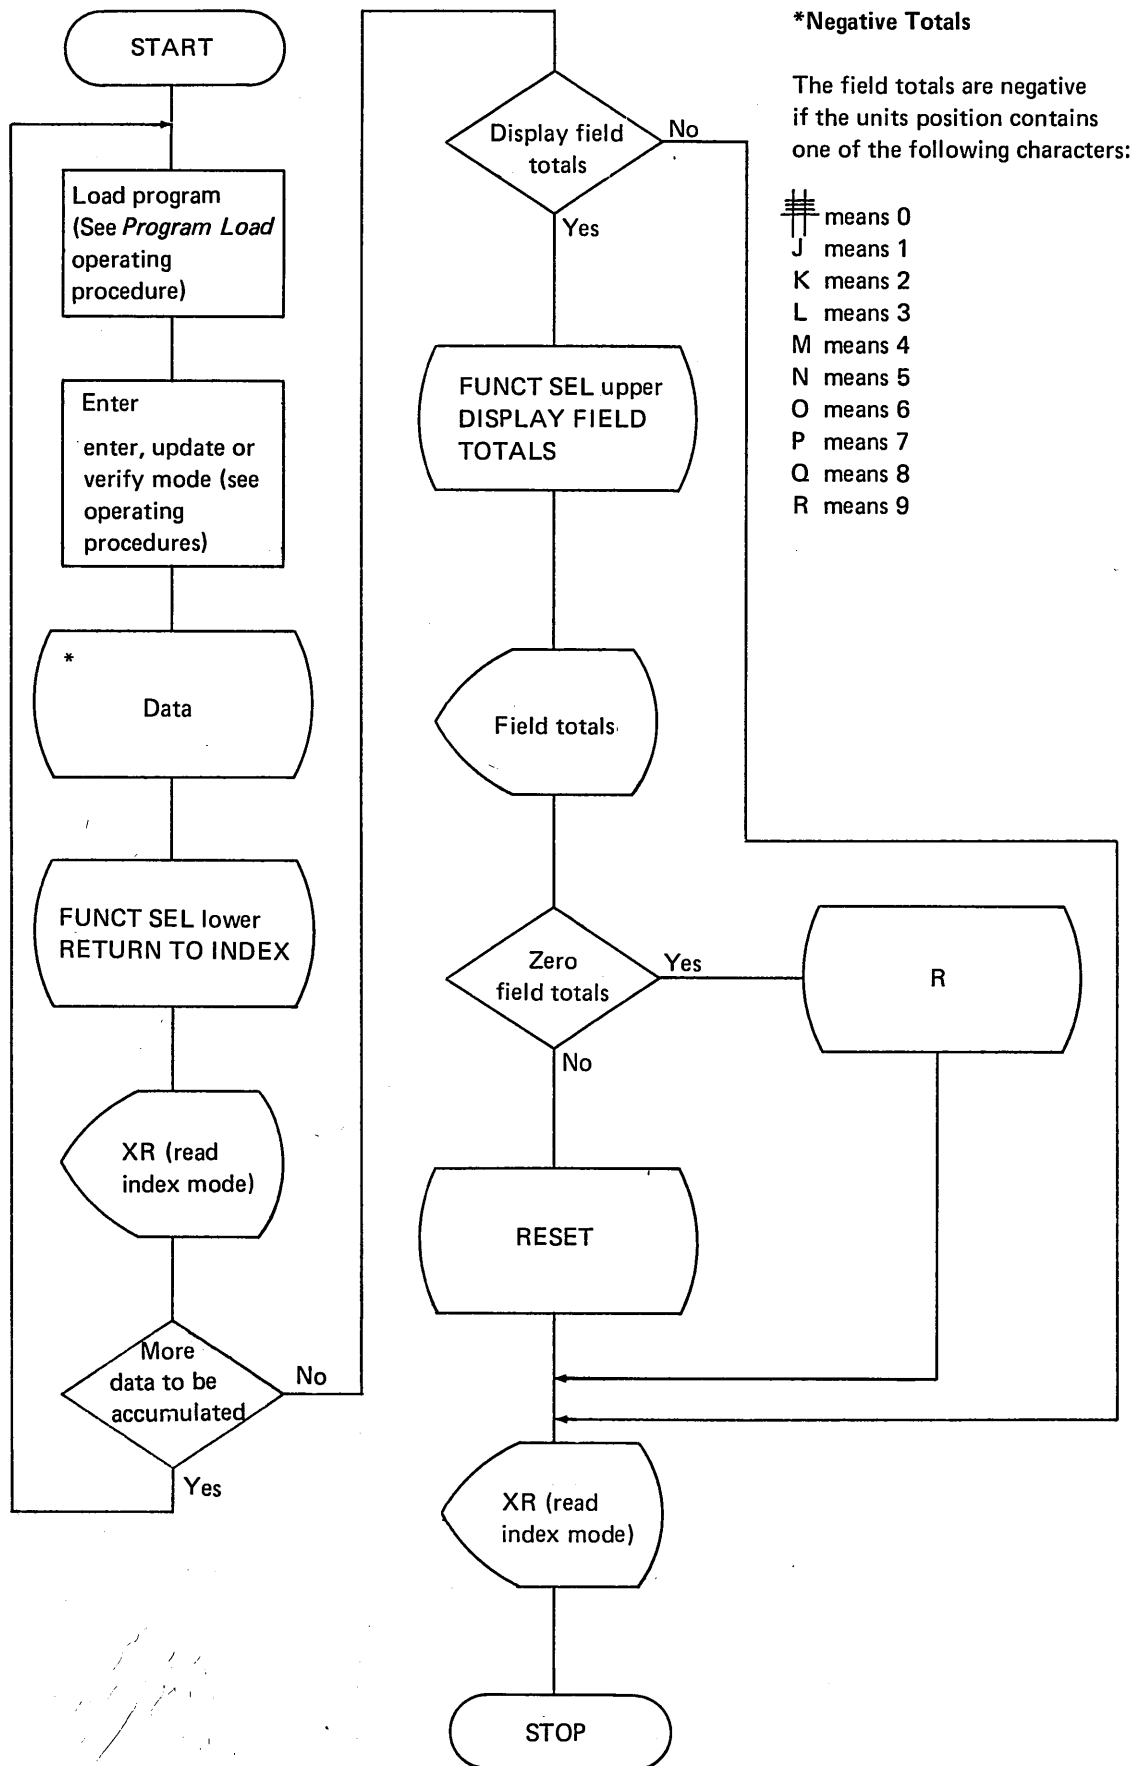 START
Load program
(See Program Load
operating
procedure)
Enter
enter, update or
verify mode (see
operating
procedures)
*
Data
FUNCT SEL lower
RETURN TO INDEX
XR (read
index mode)
More
data to be
accumulated
No
Yes
Display field
totals
No
Yes
FUNCT SEL upper
DISPLAY FIELD
TOTALS
Field totals
Zero
field totals
Yes
No
R
RESET
XR (read
index mode)
STOP
*Negative Totals
The field totals are negative
if the units position contains
one of the following characters:
means 0
J means 1
K means 2
L means 3
M means 4
N means 5
O means 6
P means 7
Q means 8
R means 9